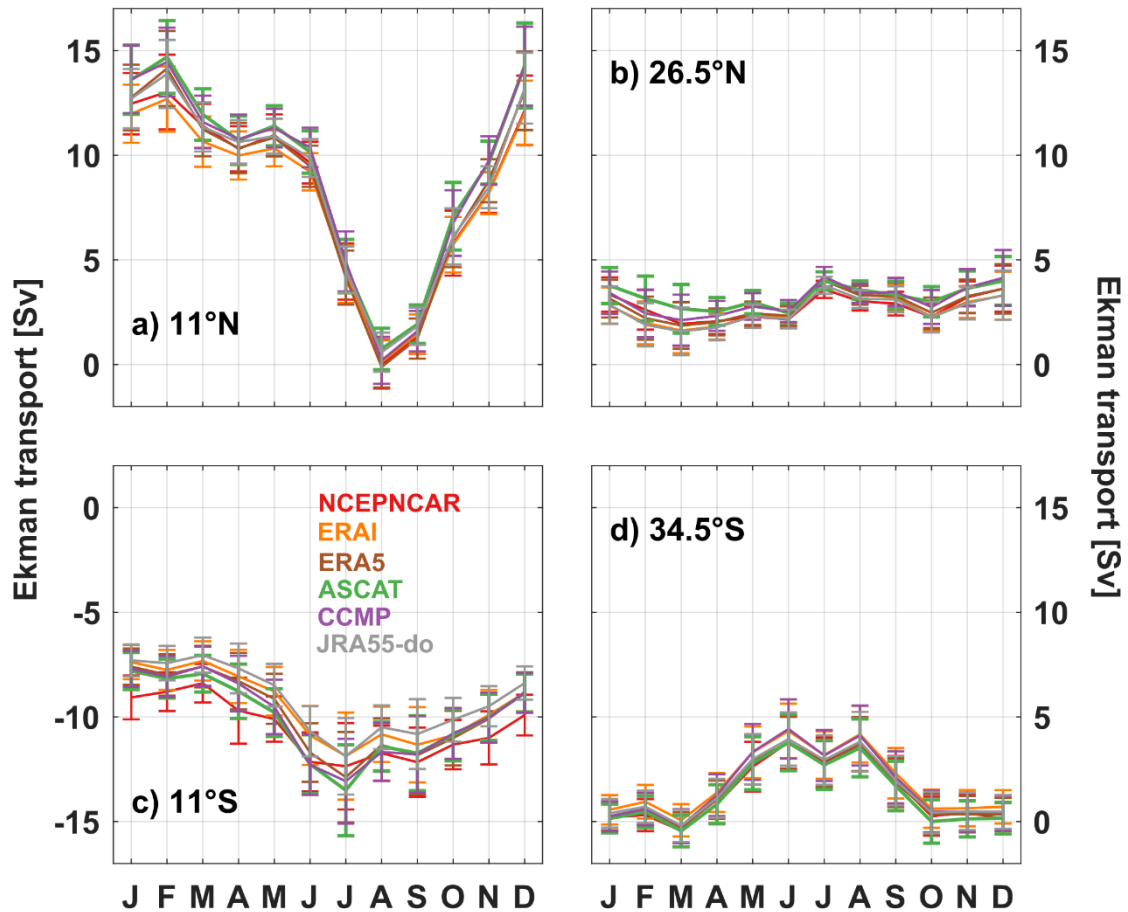 a) 11°N
b) 26.5°N
15
10
5
0
15
10
5
0
Ekman transport [Sv]
Ekman transport [Sv]
c) 11°S
NCEPNCAR
ERAI
ERA5
ASCAT
CCMP
JRA55-do
d) 34.5°S
0
-5
-10
-15
15
10
5
0
J F M A M J J A S O N D
J F M A M J J A S O N D